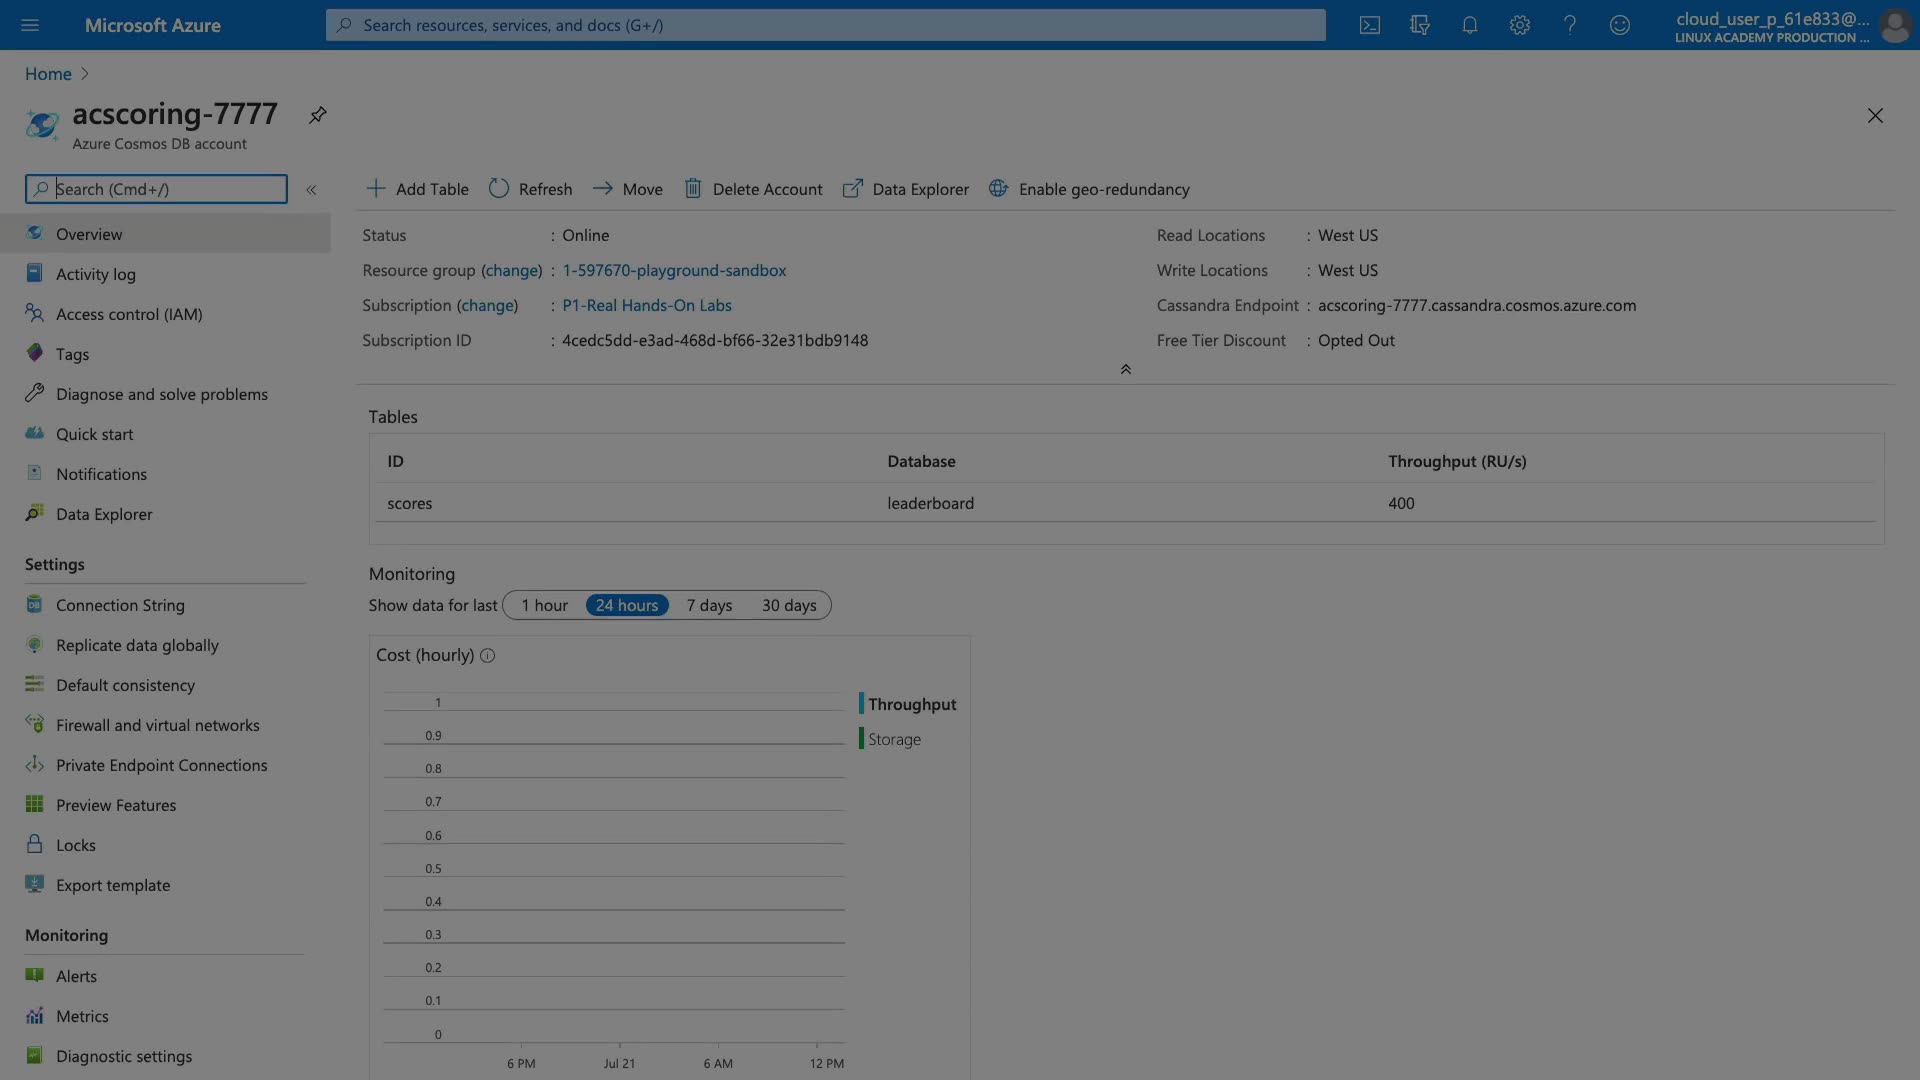 Microsoft Azure
Search resources, services, and docs (G+/)
cloud_user_p_61e833@...
LINUX ACADEMY PRODUCTION ...
Home
acscoring-7777
Azure Cosmos DB account
Search (Cmd+/)
Add Table
Refresh
Move
Delete Account
Data Explorer
Enable geo-redundancy
Overview
Activity log
Access control (IAM)
Tags
Diagnose and solve problems
Quick start
Notifications
Data Explorer
Settings
Connection String
Replicate data globally
Default consistency
Firewall and virtual networks
Private Endpoint Connections
Preview Features
Locks
Export template
Monitoring
Alerts
Metrics
Diagnostic settings
Status : Online
Resource group (change) : 1-597670-playground-sandbox
Subscription (change) : P1-Real Hands-On Labs
Subscription ID : 4cedc5dd-e3ad-468d-bf66-32e31bdb9148
Read Locations : West US
Write Locations : West US
Cassandra Endpoint : acscoring-7777.cassandra.cosmos.azure.com
Free Tier Discount : Opted Out
Tables
ID Database Throughput (RU/s)
scores leaderboard 400
Monitoring
Show data for last 1 hour 24 hours 7 days 30 days
Cost (hourly)
1
0.9
0.8
0.7
0.6
0.5
0.4
0.3
0.2
0.1
0
6 PM Jul 21 6 AM 12 PM
Throughput
Storage